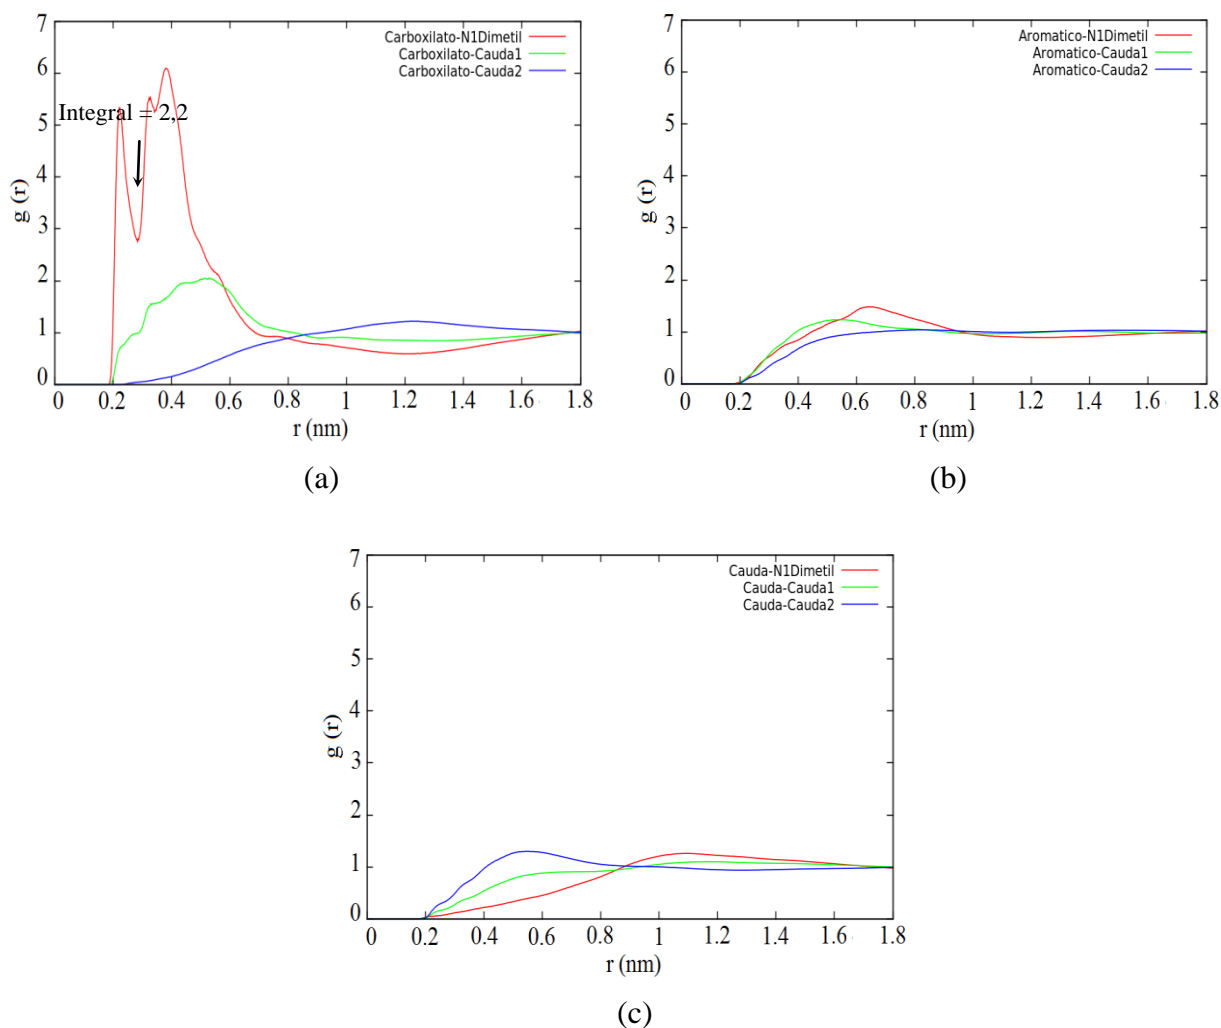 7
6
5
4
3
2
1
0
g (r)
Carboxilato-N1Dimetil
Carboxilato-Cauda1
Carboxilato-Cauda2
Integral = 2,2
0 0.2 0.4 0.6 0.8 1 1.2 1.4 1.6 1.8
r (nm)
(a)
7
6
5
4
3
2
1
0
g (r)
Aromatico-N1Dimetil
Aromatico-Cauda1
Aromatico-Cauda2
0 0.2 0.4 0.6 0.8 1 1.2 1.4 1.6 1.8
r (nm)
(b)
7
6
5
4
3
2
1
0
g (r)
Cauda-N1Dimetil
Cauda-Cauda1
Cauda-Cauda2
0 0.2 0.4 0.6 0.8 1 1.2 1.4 1.6 1.8
r (nm)
(c)